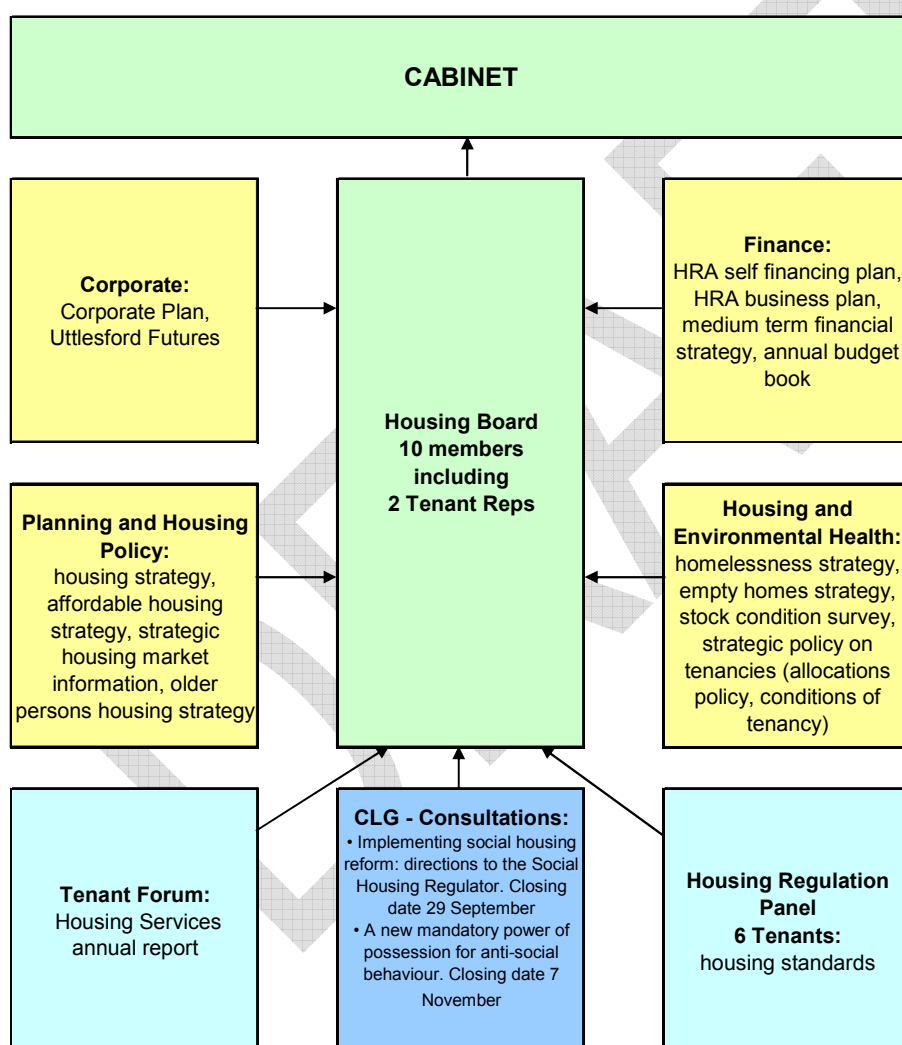 CABINET
Corporate:
Corporate Plan,
Uttlesford Futures
Housing Board
10 members
including
2 Tenant Reps
Finance:
HRA self financing plan,
HRA business plan,
medium term financial
strategy, annual budget
book
Planning and Housing
Policy:
housing strategy,
affordable housing
strategy, strategic
housing market
information, older
persons housing strategy
Housing and
Environmental Health:
homelessness strategy,
empty homes strategy,
stock condition survey,
strategic policy on
tenancies (allocations
policy, conditions of
tenancy)
Tenant Forum:
Housing Services
annual report
CLG - Consultations:
• Implementing social housing
reform: directions to the Social
Housing Regulator. Closing
date 29 September
• A new mandatory power of
possession for anti-social
behaviour. Closing date 7
November
Housing Regulation
Panel
6 Tenants:
housing standards